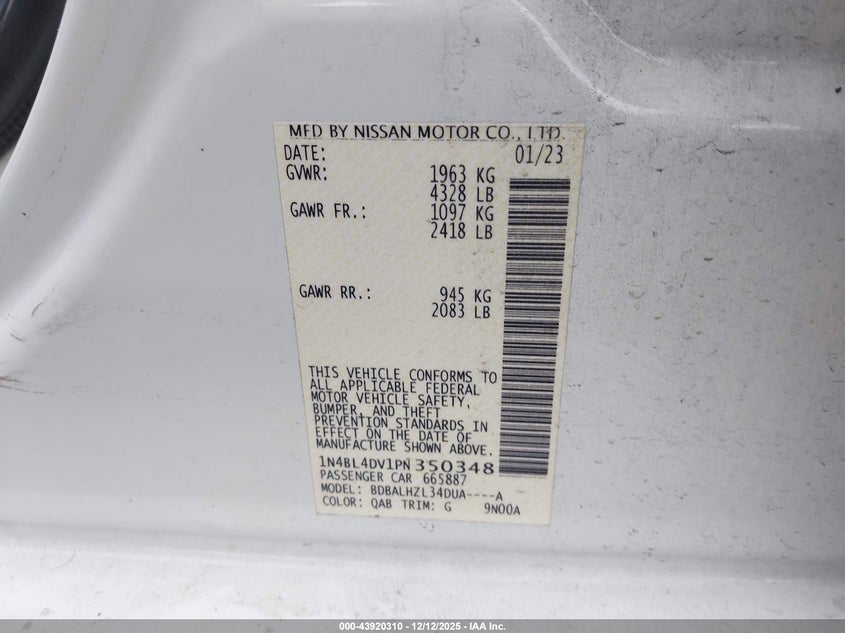 MFD BY NISSAN MOTOR CO., LTD.
DATE: 01/23
GVWR: 1963 KG
4328 LB
GAWR FR.: 1097 KG
2418 LB
GAWR RR.: 945 KG
2083 LB
THIS VEHICLE CONFORMS TO
ALL APPLICABLE FEDERAL
MOTOR VEHICLE SAFETY,
BUMPER, AND THEFT
PREVENTION STANDARDS IN
EFFECT ON THE DATE OF
MANUFACTURE SHOWN ABOVE.
1N4BL4DV1PN350348
PASSENGER CAR 665887
MODEL: BDBALHZL34DUA----A
COLOR: QAB TRIM: G 9N00A
000-43920310 - 12/12/2025 - IAA Inc.